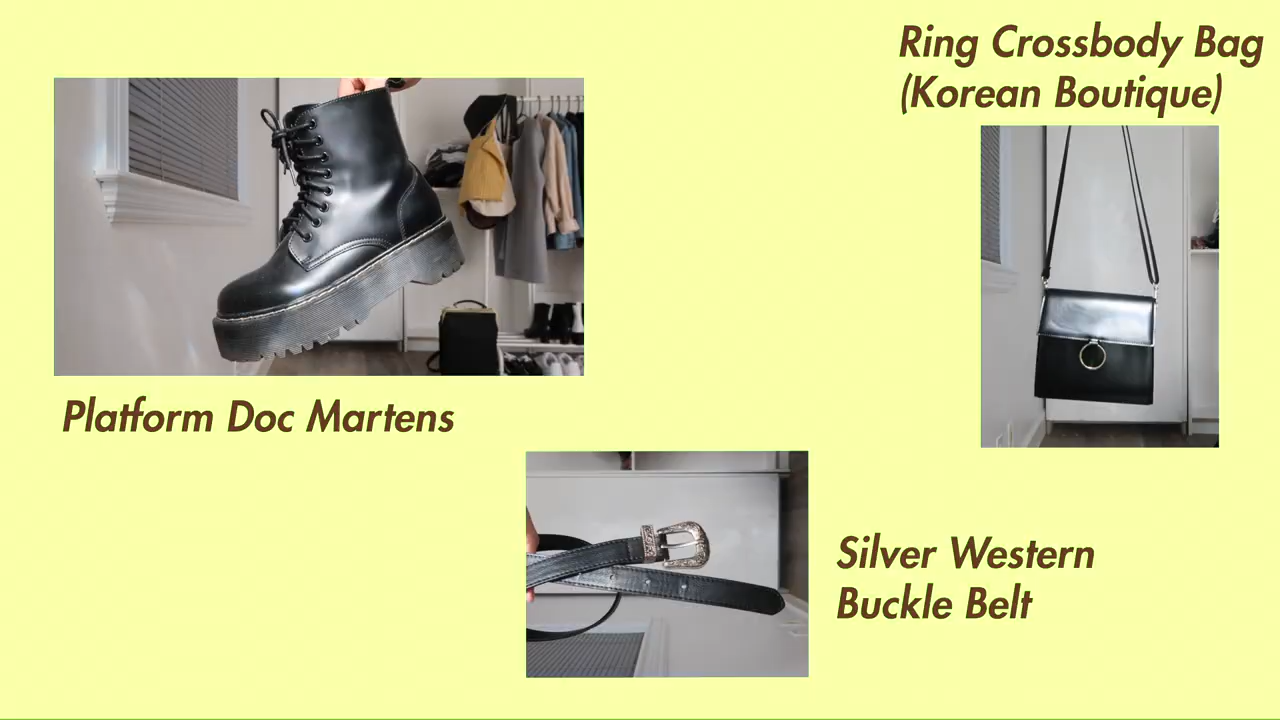 Ring Crossbody Bag
(Korean Boutique)
Platform Doc Martens
Silver Western
Buckle Belt